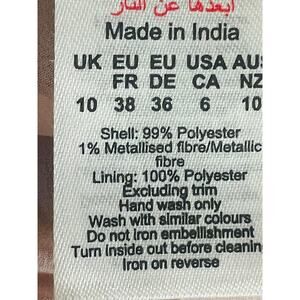 أبعدها عن النار
Made in India
UK EU EU USA AUS
FR DE CA NZ
10 38 36 6 10
Shell: 99% Polyester
1% Metallised fibre/Metallic
fibre
Lining: 100% Polyester
Excluding trim
Hand wash only
Wash with similar colours
Do not iron embellishment
Turn inside out before cleaning
Iron on reverse